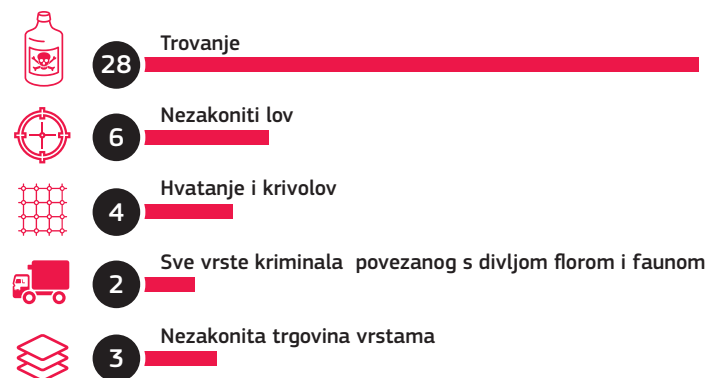 Trovanje
28
Nezakoniti lov
6
Hvatanje i krivolov
4
Sve vrste kriminala povezanog s divljom florom i faunom
2
Nezakonita trgovina vrstama
3